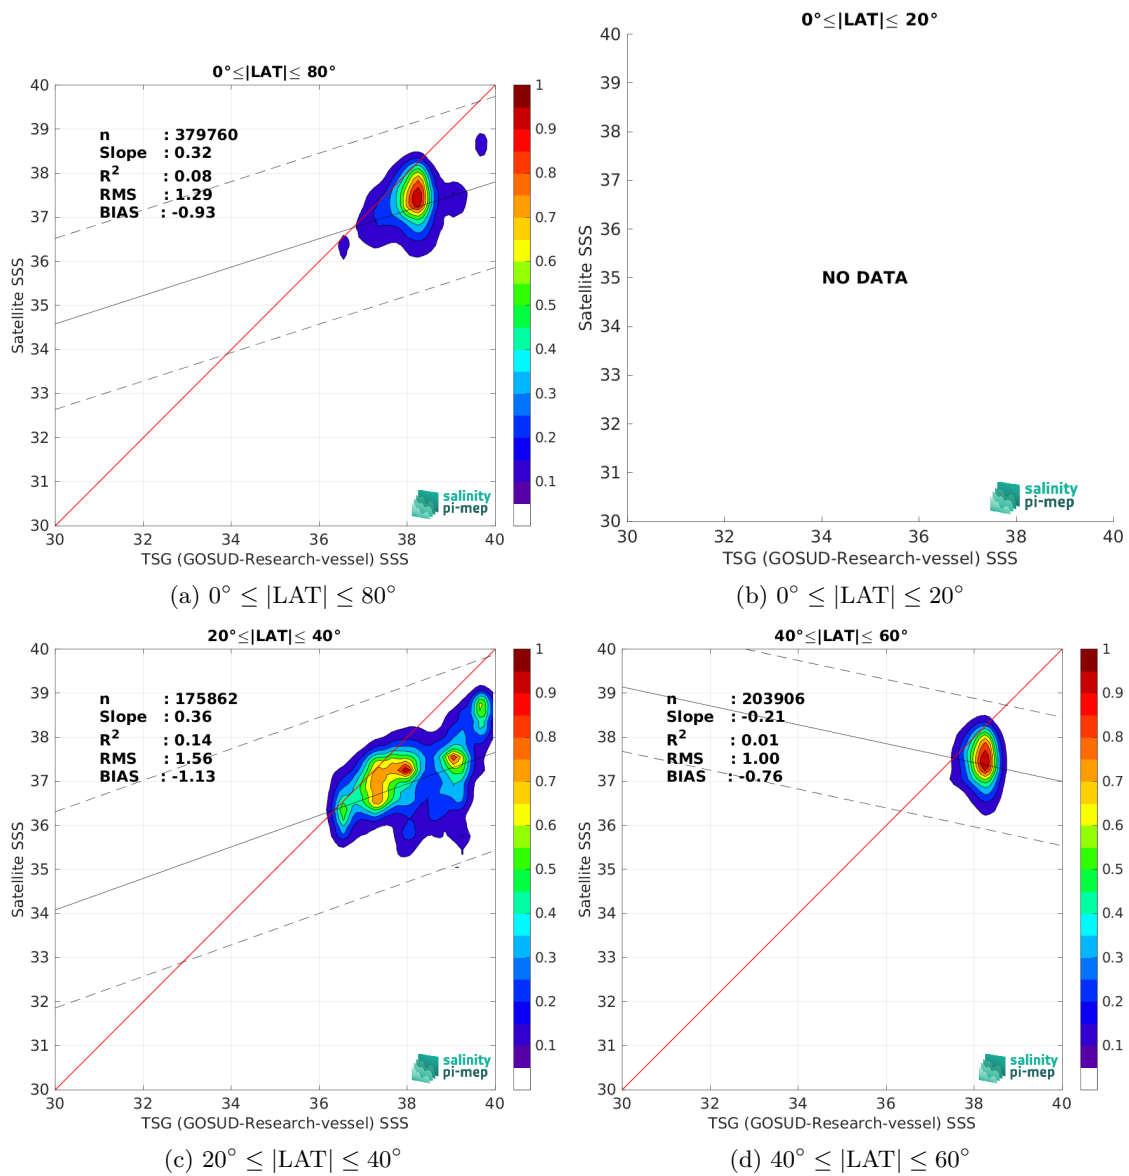 0°≤|LAT|≤ 80°
n : 379760
Slope : 0.32
R2 : 0.08
RMS : 1.29
BIAS : -0.93
Satellite SSS
40
39
38
37
36
35
34
33
32
31
30
30 32 34 36 38 40
TSG (GOSUD-Research-vessel) SSS
1
0.9
0.8
0.7
0.6
0.5
0.4
0.3
0.2
0.1
salinity
pi-mep
(a) 0° ≤ |LAT| ≤ 80°
0°≤|LAT|≤ 20°
Satellite SSS
40
39
38
37
36
35
34
33
32
31
30
NO DATA
30 32 34 36 38 40
TSG (GOSUD-Research-vessel) SSS
salinity
pi-mep
(b) 0° ≤ |LAT| ≤ 20°
20°≤|LAT|≤ 40°
n : 175862
Slope : 0.36
R2 : 0.14
RMS : 1.56
BIAS : -1.13
Satellite SSS
40
39
38
37
36
35
34
33
32
31
30
30 32 34 36 38 40
TSG (GOSUD-Research-vessel) SSS
1
0.9
0.8
0.7
0.6
0.5
0.4
0.3
0.2
0.1
salinity
pi-mep
(c) 20° ≤ |LAT| ≤ 40°
40°≤|LAT|≤ 60°
n : 203906
Slope : -0.21
R2 : 0.01
RMS : 1.00
BIAS : -0.76
Satellite SSS
40
39
38
37
36
35
34
33
32
31
30
30 32 34 36 38 40
TSG (GOSUD-Research-vessel) SSS
1
0.9
0.8
0.7
0.6
0.5
0.4
0.3
0.2
0.1
salinity
pi-mep
(d) 40° ≤ |LAT| ≤ 60°